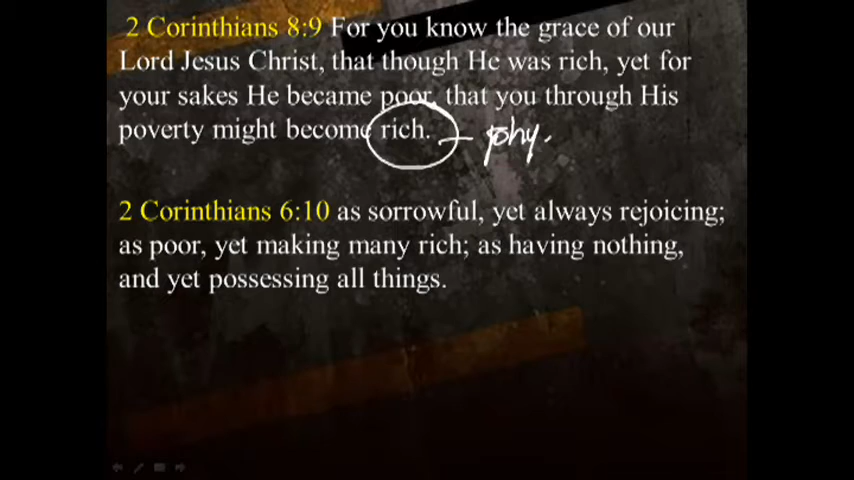 2 Corinthians 8:9 For you know the grace of our
Lord Jesus Christ, that though He was rich, yet for
your sakes He became poor, that you through His
poverty might become rich. – phy.
2 Corinthians 6:10 as sorrowful, yet always rejoicing;
as poor, yet making many rich; as having nothing,
and yet possessing all things.